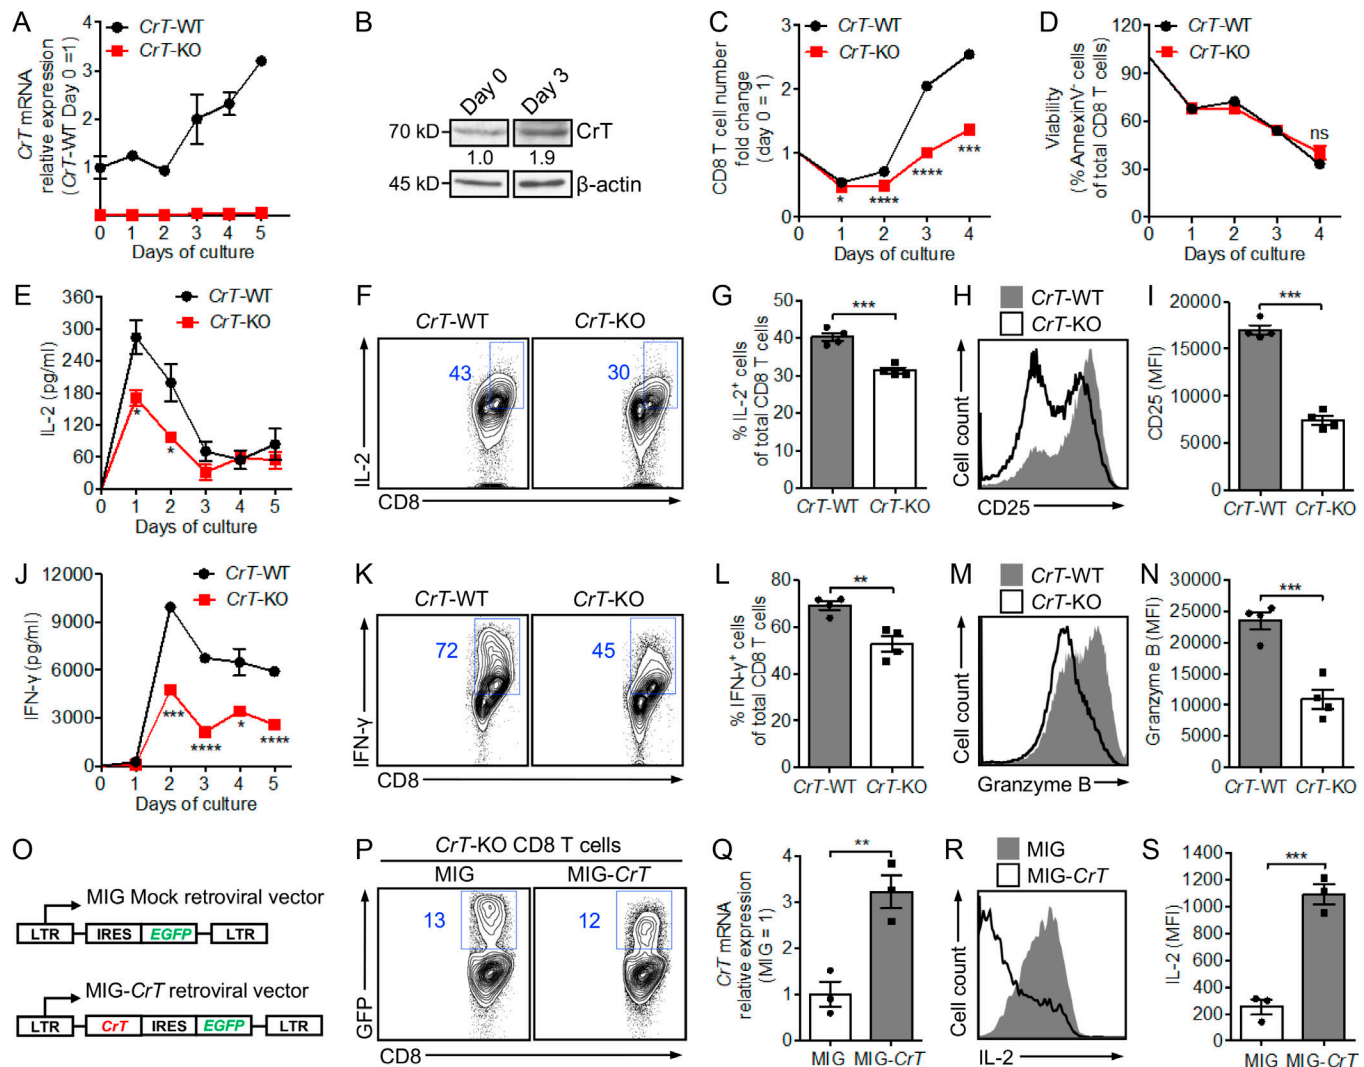 A
CrT mRNA
relative expression
(CrT-WT Day 0 =1)
4
3
2
1
CrT-WT
CrT-KO
0 1 2 3 4 5
Days of culture
B
Day 0
Day 3
70 kD
CrT
1.0
1.9
45 kD
β-actin
C
CD8 T cell number
fold change
(day 0 = 1)
3
2
1
0
CrT-WT
CrT-KO
*
****
****
***
0 1 2 3 4
Days of culture
D
Viability
(% AnnexinV⁻ cells
of total CD8 T cells)
120
90
60
30
0
CrT-WT
CrT-KO
ns
0 1 2 3 4
Days of culture
E
IL-2 (pg/ml)
360
300
240
180
120
60
0
CrT-WT
CrT-KO
*
*
0 1 2 3 4 5
Days of culture
F
CrT-WT
CrT-KO
43
30
IL-2
CD8
G
% IL-2⁺ cells
of total CD8 T cells
50
40
30
20
10
0
***
CrT-WT CrT-KO
H
CrT-WT
CrT-KO
Cell count
CD25
I
CD25 (MFI)
20000
15000
10000
5000
0
***
CrT-WT CrT-KO
J
IFN-γ (pg/ml)
12000
9000
6000
3000
0
CrT-WT
CrT-KO
***
****
*
****
0 1 2 3 4 5
Days of culture
K
CrT-WT
CrT-KO
72
45
IFN-γ
CD8
L
% IFN-γ⁺ cells
of total CD8 T cells
80
60
40
20
0
**
CrT-WT CrT-KO
M
CrT-WT
CrT-KO
Cell count
Granzyme B
N
Granzyme B (MFI)
30000
25000
20000
15000
10000
5000
0
***
CrT-WT CrT-KO
O
MIG Mock retroviral vector
LTR IRES EGFP LTR
MIG-CrT retroviral vector
LTR CrT IRES EGFP LTR
P
CrT-KO CD8 T cells
MIG
MIG-CrT
13
12
GFP
CD8
Q
CrT mRNA
relative expression
(MIG = 1)
4
3
2
1
0
**
MIG MIG-CrT
R
MIG
MIG-CrT
Cell count
IL-2
S
IL-2 (MFI)
1400
1200
1000
800
600
400
200
0
***
MIG MIG-CrT